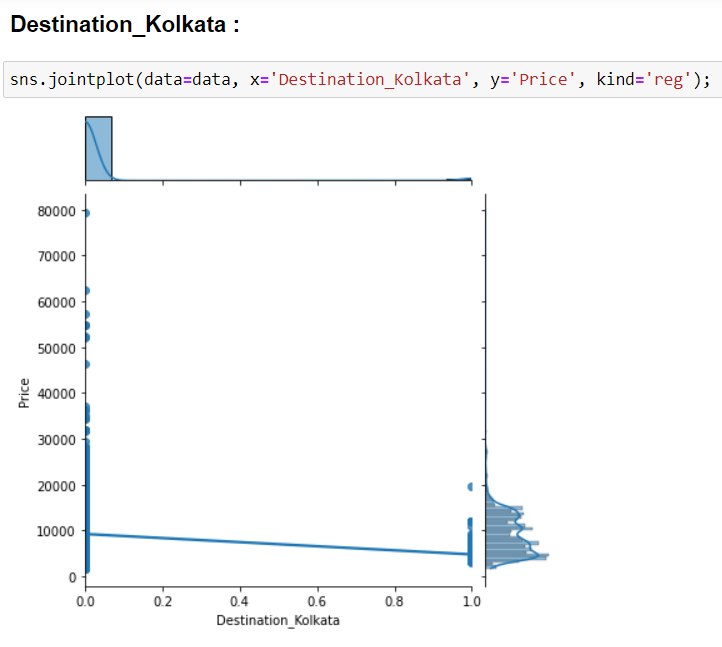 Destination_Kolkata :
sns.jointplot(data=data, x='Destination_Kolkata', y='Price', kind='reg');
80000
70000
60000
50000
40000
30000
20000
10000
0
Price
0.0 0.2 0.4 0.6 0.8 1.0
Destination_Kolkata